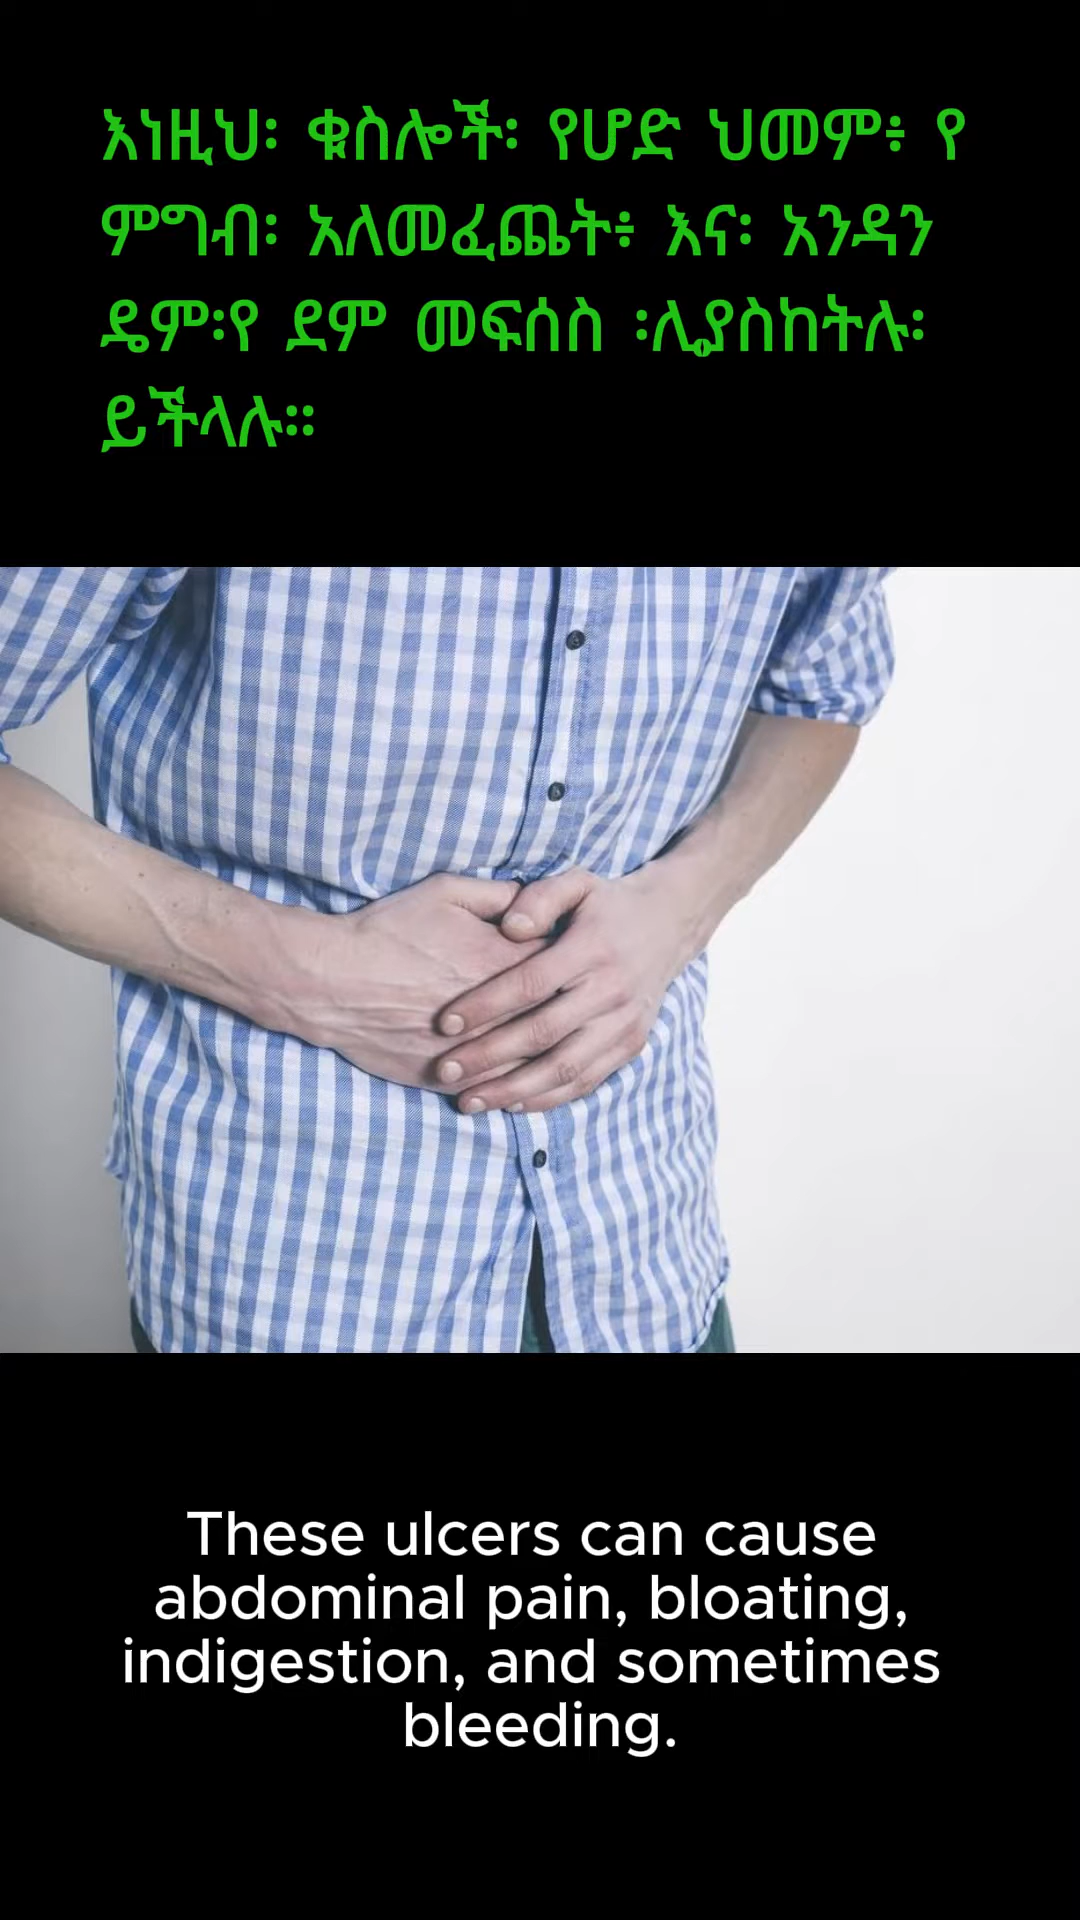 እነዚህ፡ ቁስሎች፡ የሆድ ህመም፥ የ
ምግብ፡ አለመፈጨት፥ እና፡ አንዳን
ዴም፡የ ደም መፍሰስ ፡ሊያስከትሉ፡
ይችላሉ።
These ulcers can cause
abdominal pain, bloating,
indigestion, and sometimes
bleeding.